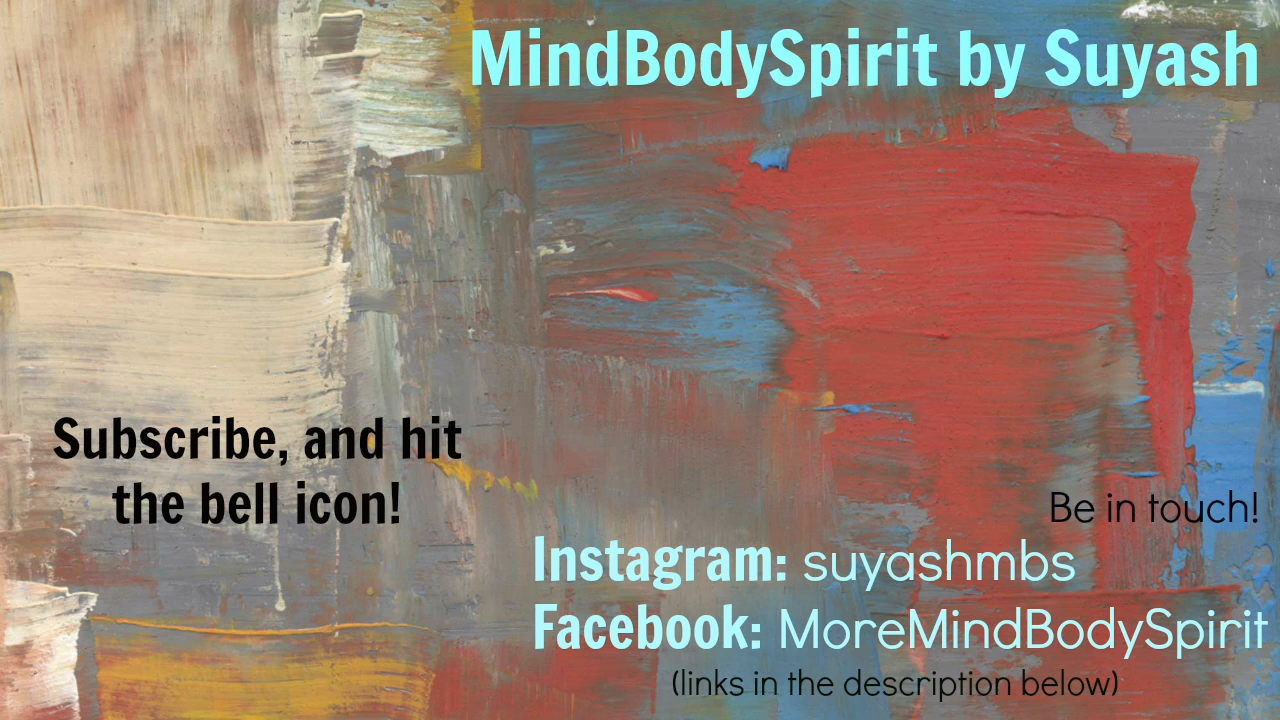 MindBodySpirit by Suyash
Subscribe, and hit
the bell icon!
Be in touch!
Instagram: suyashmbs
Facebook: MoreMindBodySpirit
(links in the description below)